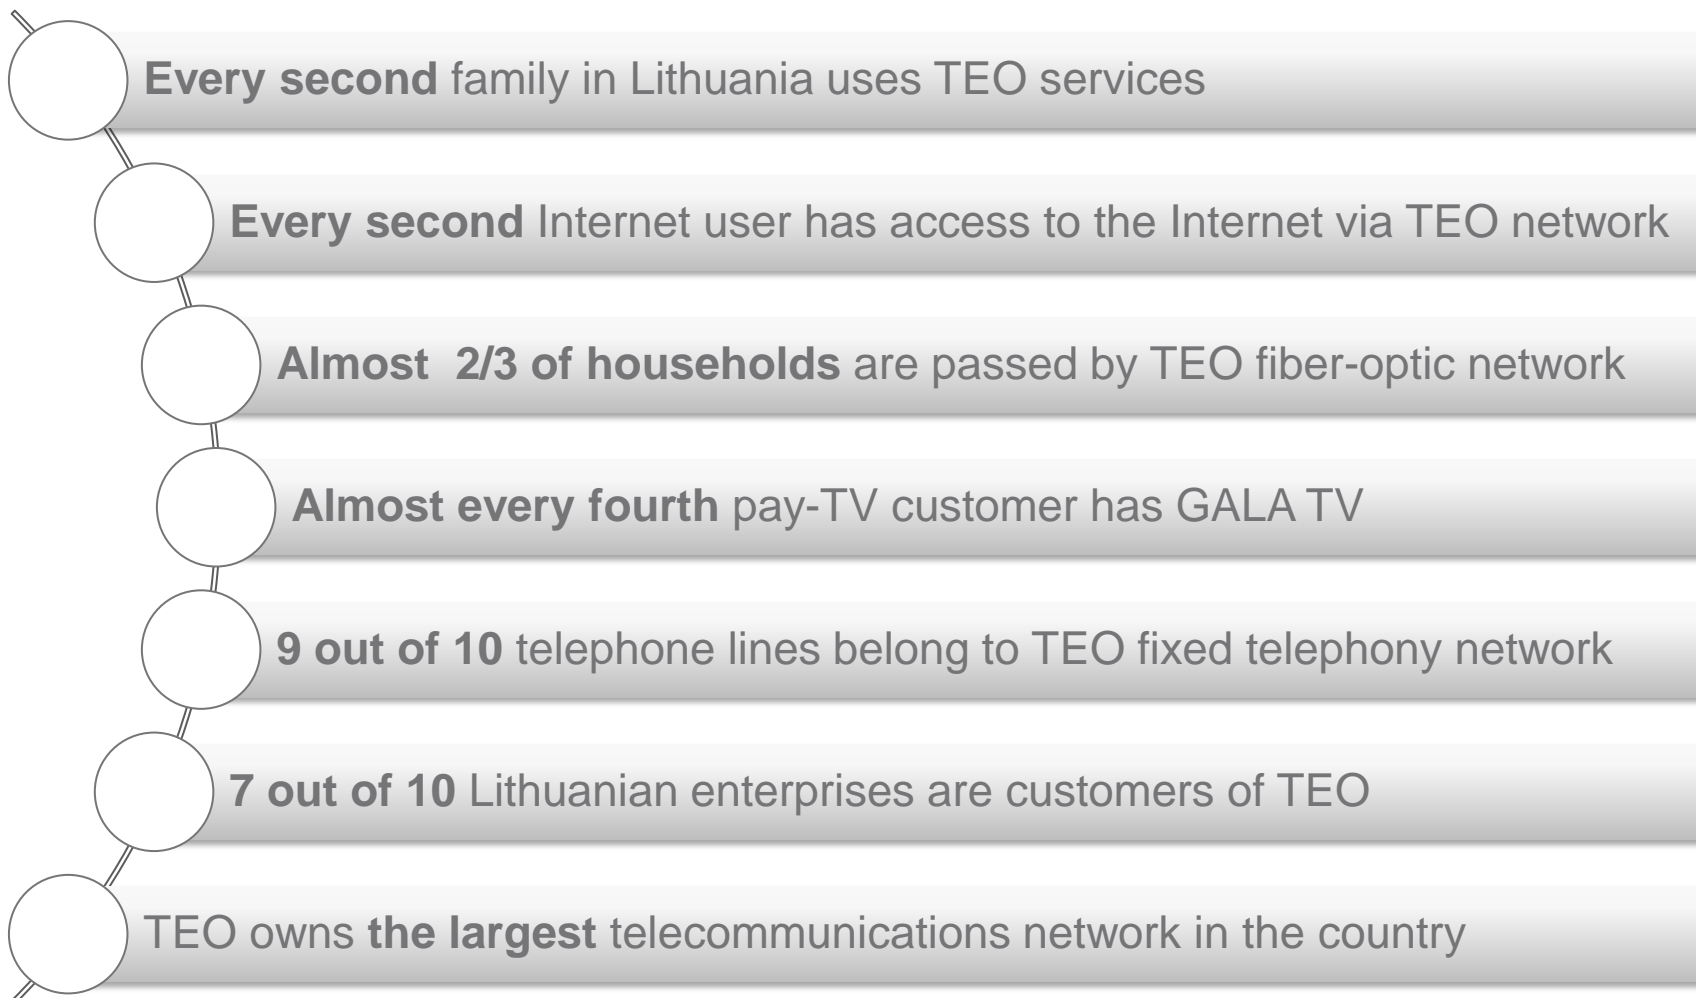 Every second family in Lithuania uses TEO services
Every second Internet user has access to the Internet via TEO network
Almost  2/3 of households are passed by TEO fiber-optic network
Almost every fourth pay-TV customer has GALA TV
9 out of 10 telephone lines belong to TEO fixed telephony network
7 out of 10 Lithuanian enterprises are customers of TEO
TEO owns the largest telecommunications network in the country